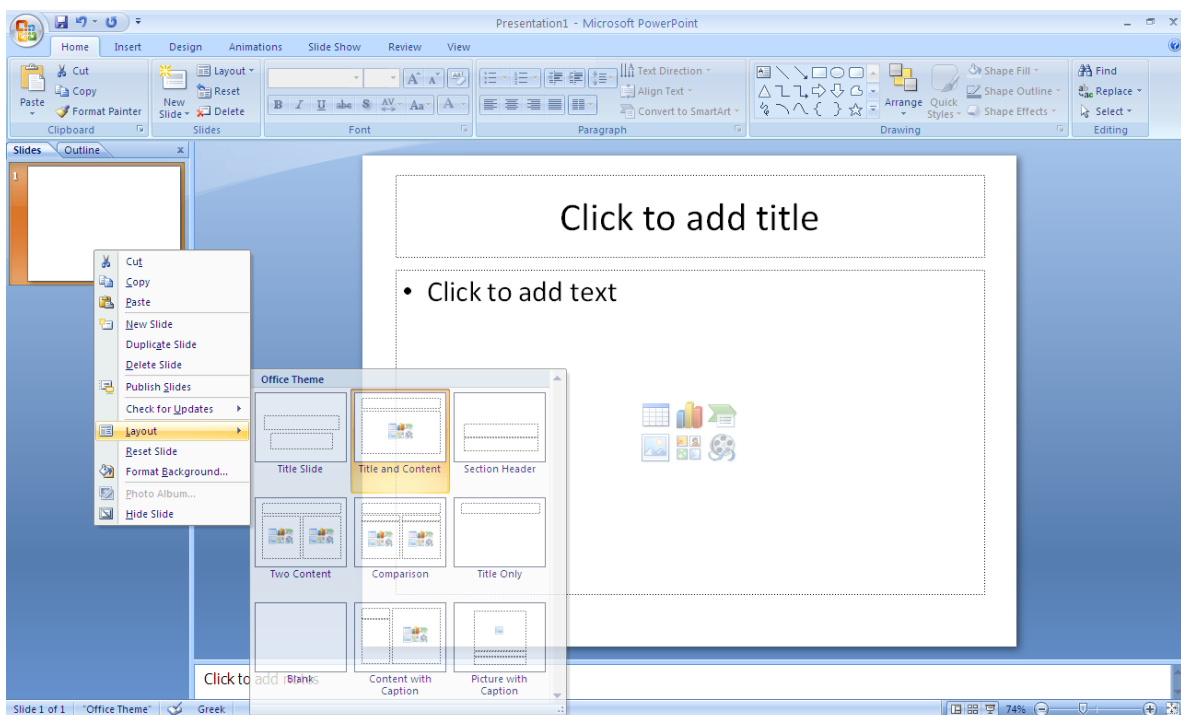 Presentation1 - Microsoft PowerPoint
Home Insert Design Animations Slide Show Review View
Paste
Cut
Copy
Format Painter
Clipboard
New Slide
Layout
Reset
Delete
Slides
B I U abe S AV Aa A
Font
Text Direction
Align Text
Convert to SmartArt
Paragraph
Arrange
Quick Styles
Shape Fill
Shape Outline
Shape Effects
Drawing
Find
Replace
Select
Editing
Slides Outline x
1
Cut
Copy
Paste
New Slide
Duplicate Slide
Delete Slide
Publish Slides
Check for Updates
Layout
Reset Slide
Format Background...
Photo Album...
Hide Slide
Office Theme
Title Slide
Title and Content
Section Header
Two Content
Comparison
Title Only
Blank
Content with
Caption
Picture with
Caption
Click to add title
• Click to add text
Click to add notes
Slide 1 of 1 "Office Theme" Greek 74%